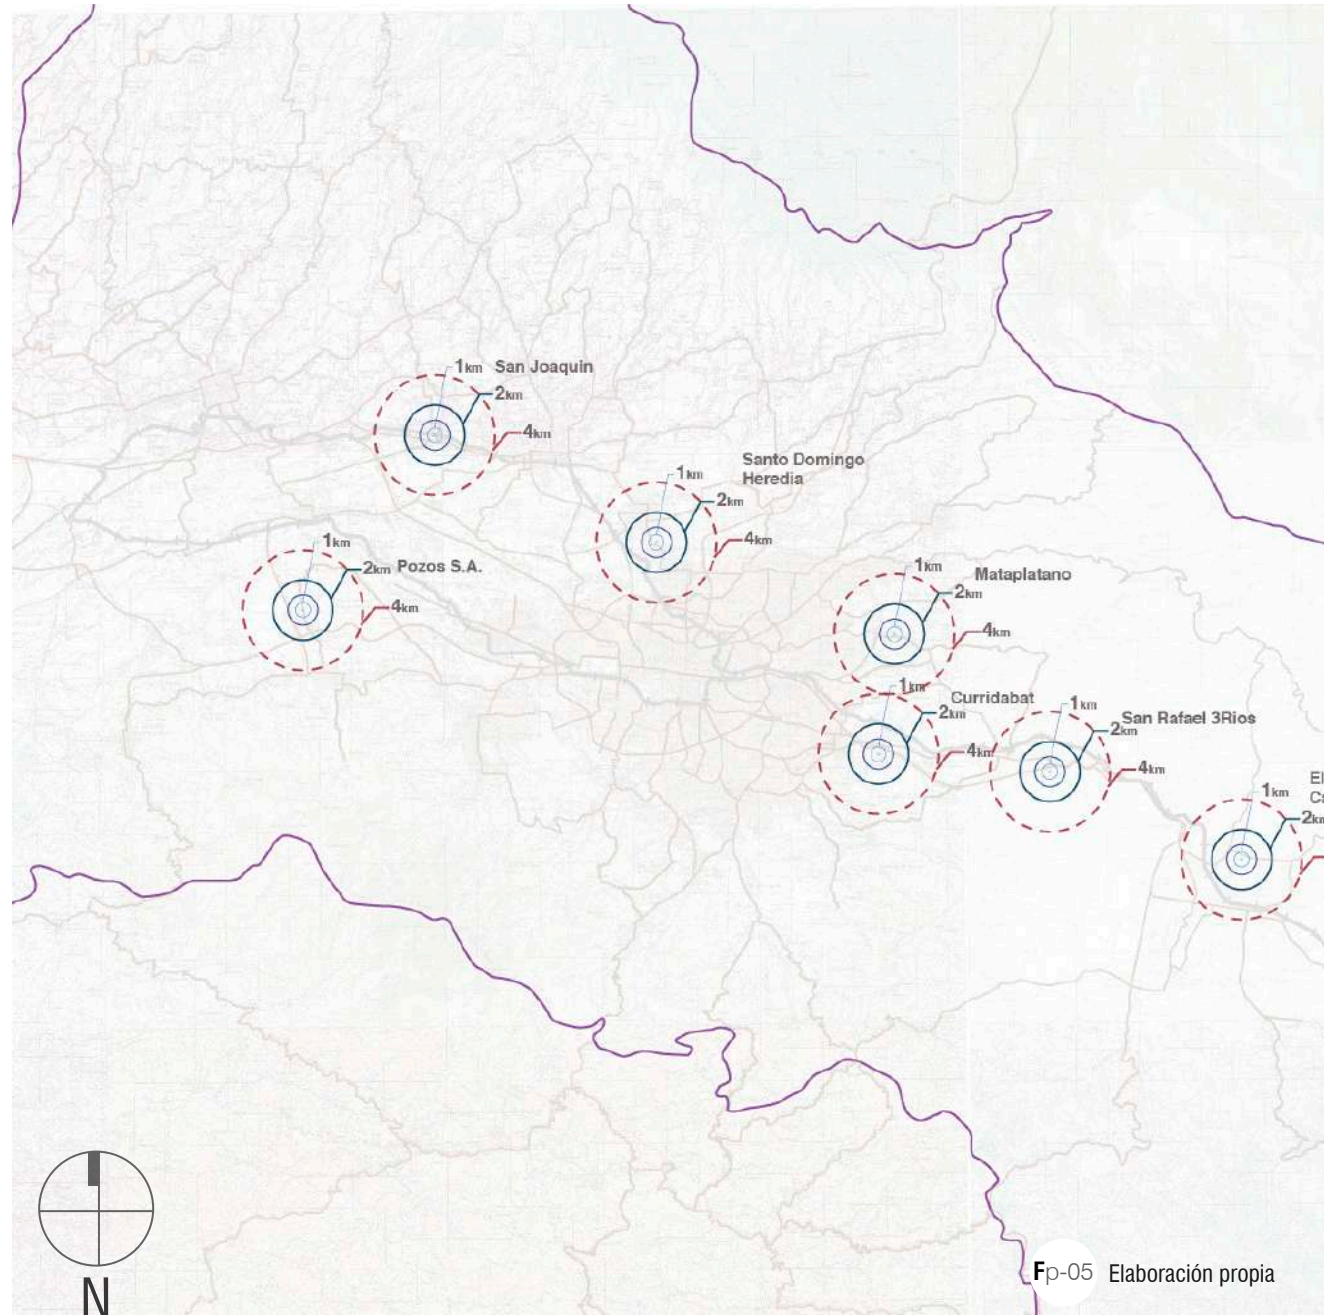 1km San Joaquin
2km
4km
Santo Domingo
Heredia
1km
2km
4km
1km
2km Pozos S.A.
4km
1km Mataplatano
2km
4km
1km Curridabat
2km
4km
1km San Rafael 3Rios
2km
4km
El
1km
2km
N
Fp-05 Elaboración propia